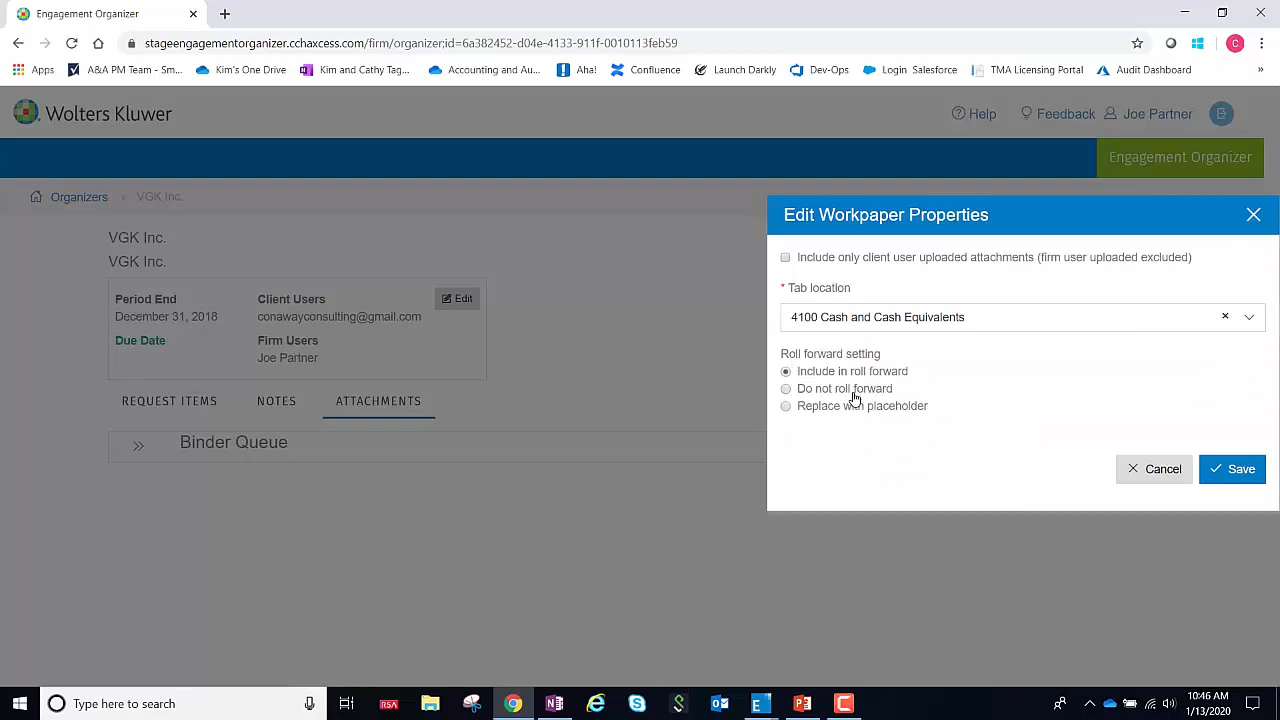 Engagement Organizer
stageengagementorganizer.cchaxcess.com/firm/organizer;id=6a382452-d04e-4133-911f-0010113feb59
C
Apps
A&A PM Team - Sm...
Kim's One Drive
Kim and Cathy Tag...
Accounting and Au...
Aha!
Confluence
Launch Darkly
Dev-Ops
Login Salesforce
TMA Licensing Portal
Audit Dashboard
»
Wolters Kluwer
Help
Feedback
Joe Partner
Engagement Organizer
Organizers
VGK Inc.
VGK Inc.
VGK Inc.
Period End
December 31, 2018
Due Date
Client Users
conawayconsulting@gmail.com
Firm Users
Joe Partner
Edit
REQUEST ITEMS
NOTES
ATTACHMENTS
Binder Queue
Edit Workpaper Properties
Include only client user uploaded attachments (firm user uploaded excluded)
* Tab location
4100 Cash and Cash Equivalents
Roll forward setting
Include in roll forward
Do not roll forward
Replace with placeholder
Cancel
Save
Type here to search
RSA
10:46 AM
1/13/2020